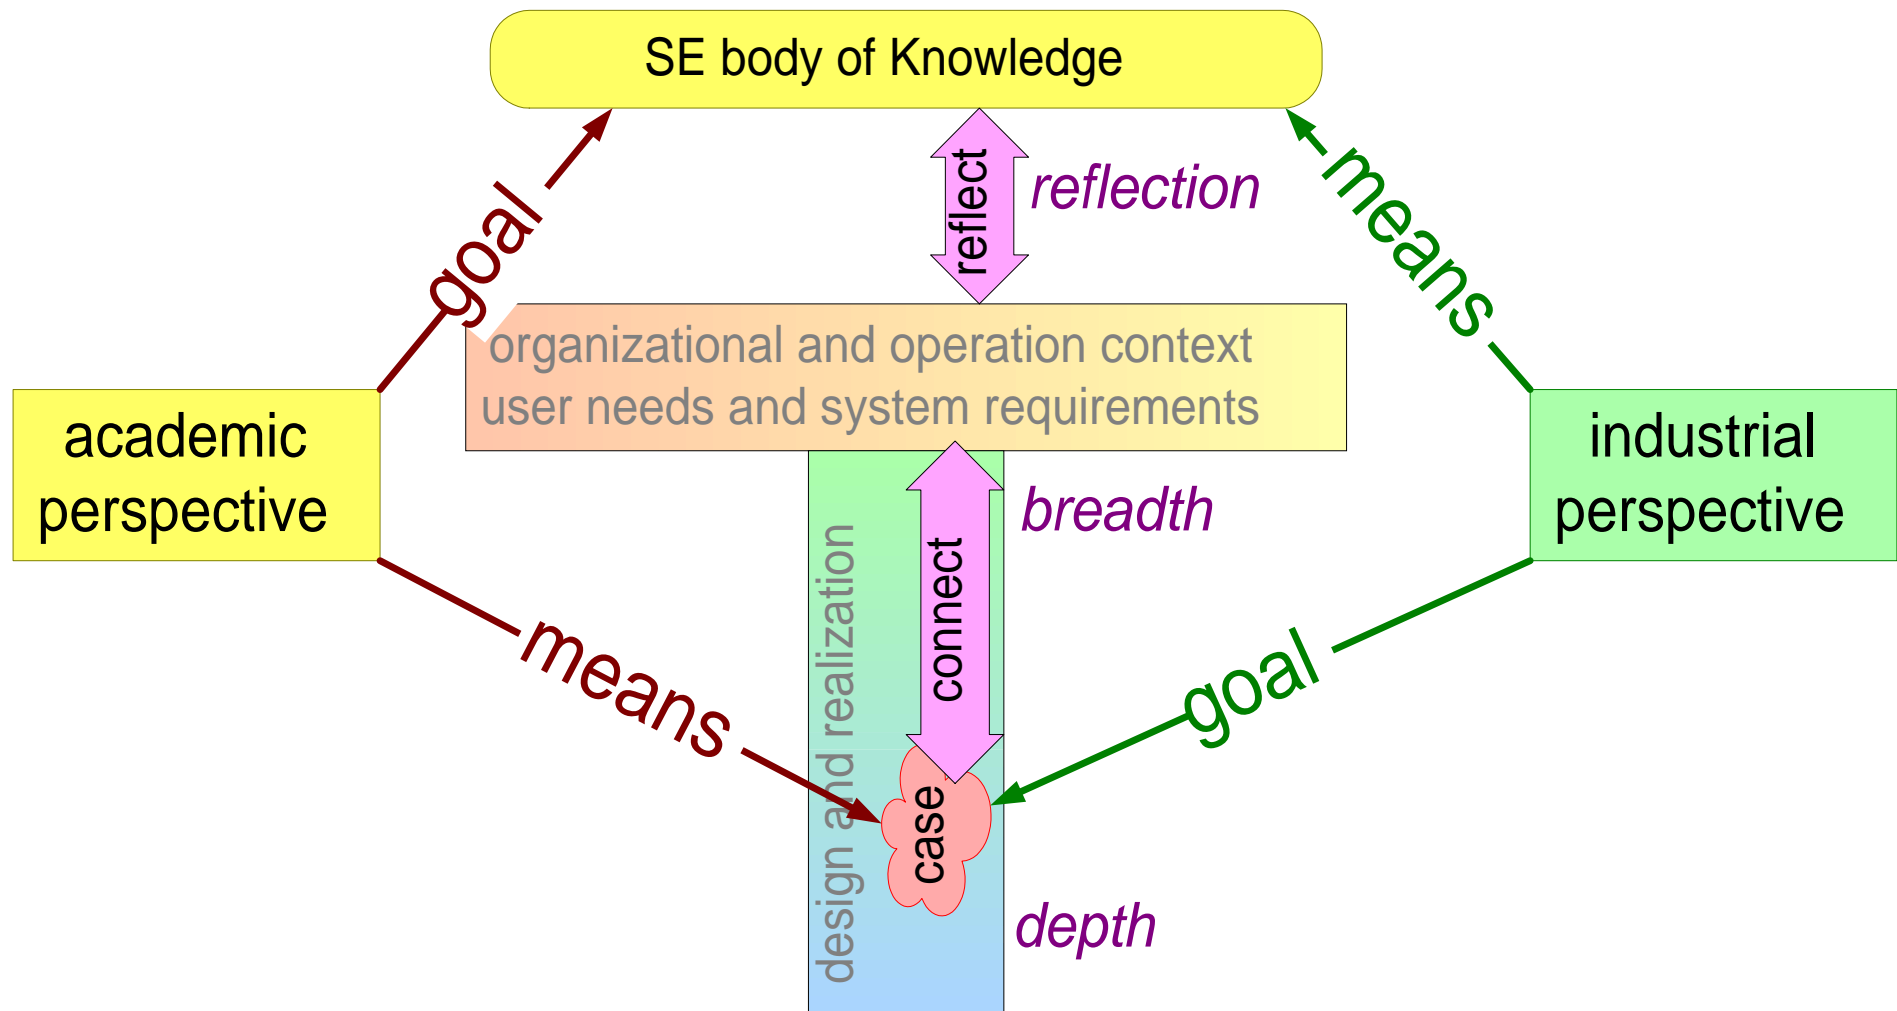 SE body of Knowledge
goal
reflect
reflection
means
organizational and operation context
user needs and system requirements
academic
perspective
industrial
perspective
breadth
connect
design and realization
means
goal
case
depth